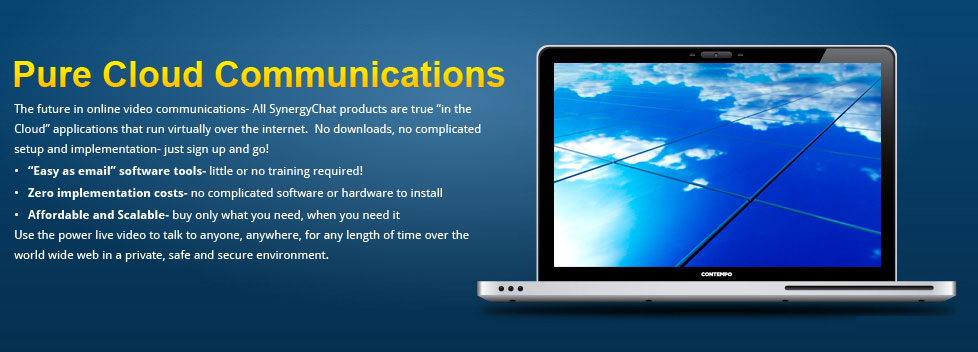 Pure Cloud Communications
The future in online video communications- All SynergyChat products are true “in the
Cloud” applications that run virtually over the internet.  No downloads, no complicated
setup and implementation- just sign up and go!
• “Easy as email” software tools- little or no training required!
• Zero implementation costs- no complicated software or hardware to install
• Affordable and Scalable- buy only what you need, when you need it
Use the power live video to talk to anyone, anywhere, for any length of time over the
world wide web in a private, safe and secure environment.
CONTEMPO